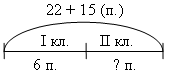 22 + 15 (п.)
I кл. II кл.
6 п. ? п.